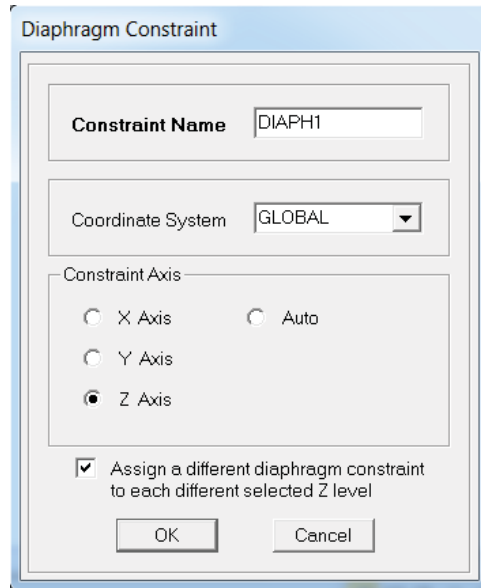 Diaphragm Constraint
Constraint Name DIAPH1
Coordinate System GLOBAL
Constraint Axis
X Axis Auto
Y Axis
Z Axis
Assign a different diaphragm constraint
to each different selected Z level
OK Cancel